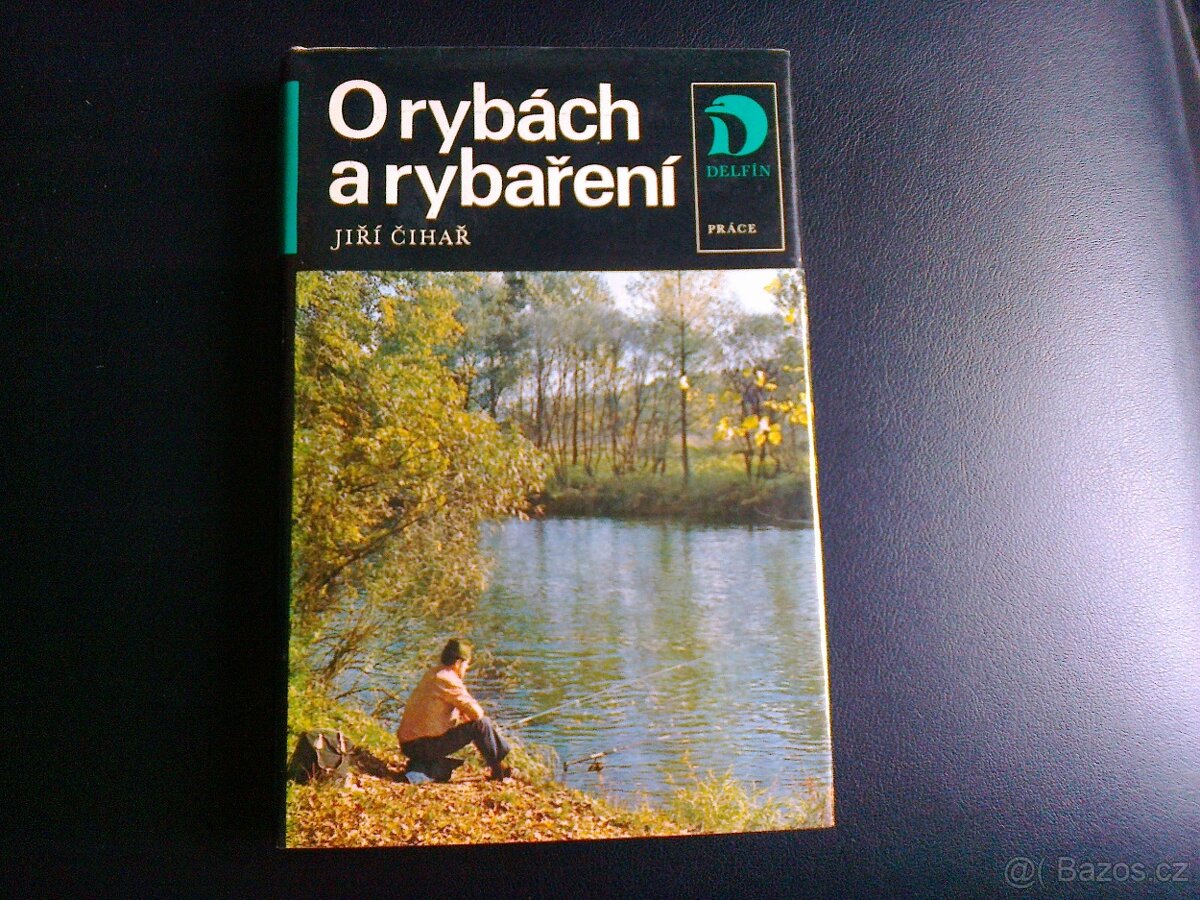 O rybách
a rybaření
JIŘÍ ČIHAŘ
DELFÍN
PRÁCE
@( Bazos.cz